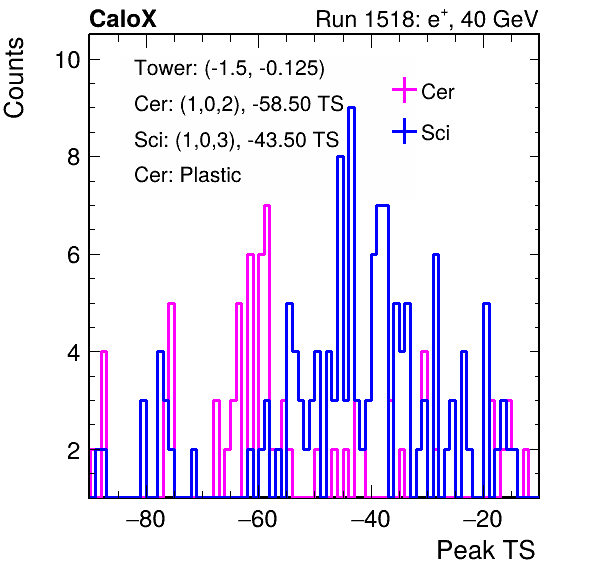 CaloX Run 1518: e⁺, 40 GeV
Counts
10
8
6
4
2
Tower: (-1.5, -0.125)
Cer: (1,0,2), -58.50 TS
Sci: (1,0,3), -43.50 TS
Cer: Plastic
Cer
Sci
−80 −60 −40 −20
Peak TS